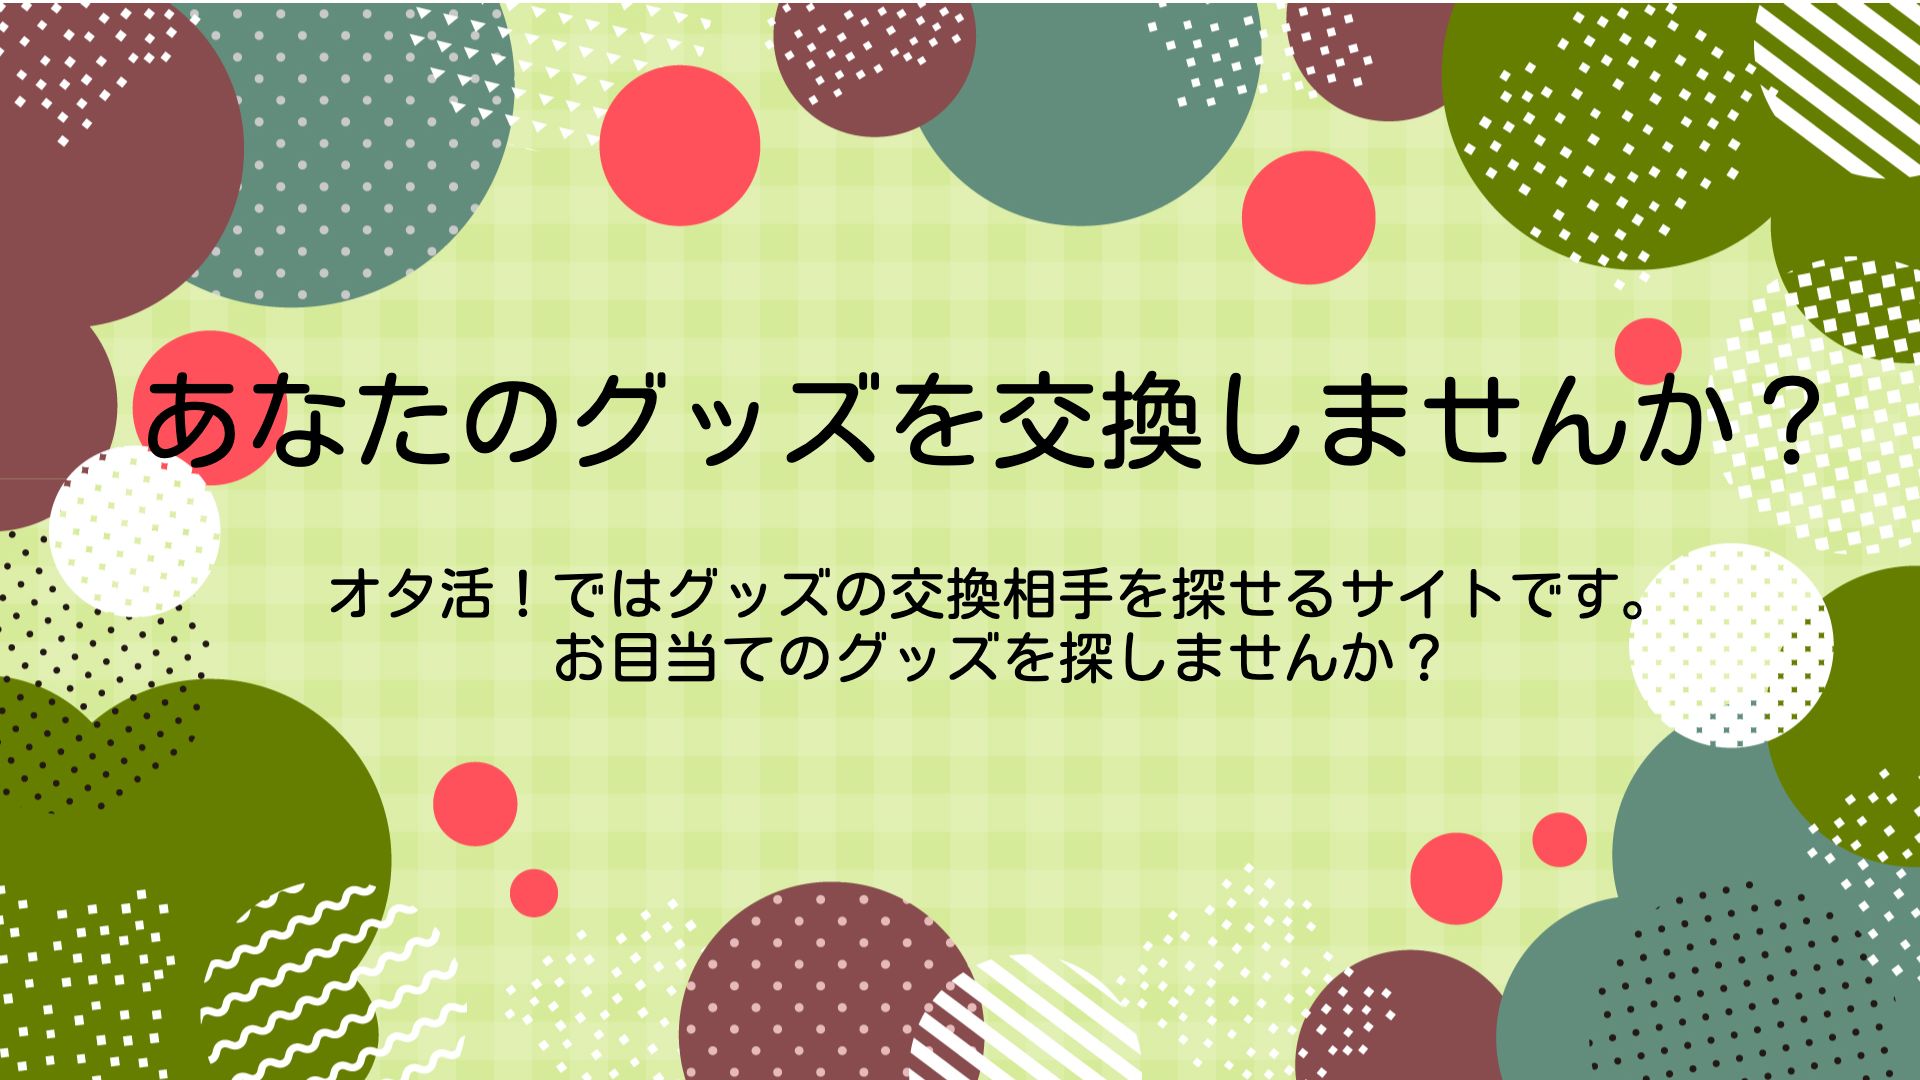 あなたのグッズを交換しませんか？
オタ活！ではグッズの交換相手を探せるサイトです。
お目当てのグッズを探しませんか？